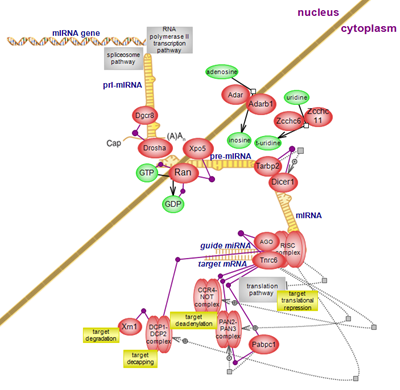 nucleus
cytoplasm
miRNA gene
RNA
polymerase II
transcription
pathway
spliceosome
pathway
pri-miRNA
adenosine
Adar
Adarb1
inosine
uridine
Zcchc
11
Zcchc6
5'-uridine
Dgcr8
Cap
(A)Aₙ
Drosha
Xpo5
GTP
Ran
pre-miRNA
Tarbp2
Dicer1
GDP
miRNA
guide miRNA
AGO
RISC
complex
target mRNA
Tnrc6
translation
pathway
CCR4-
NOT
complex
target
translational
repression
target
deadenylation
PAN2-
PAN3
complex
Xrn1
DCP1-
DCP2
complex
Pabpc1
target
degradation
target
decapping